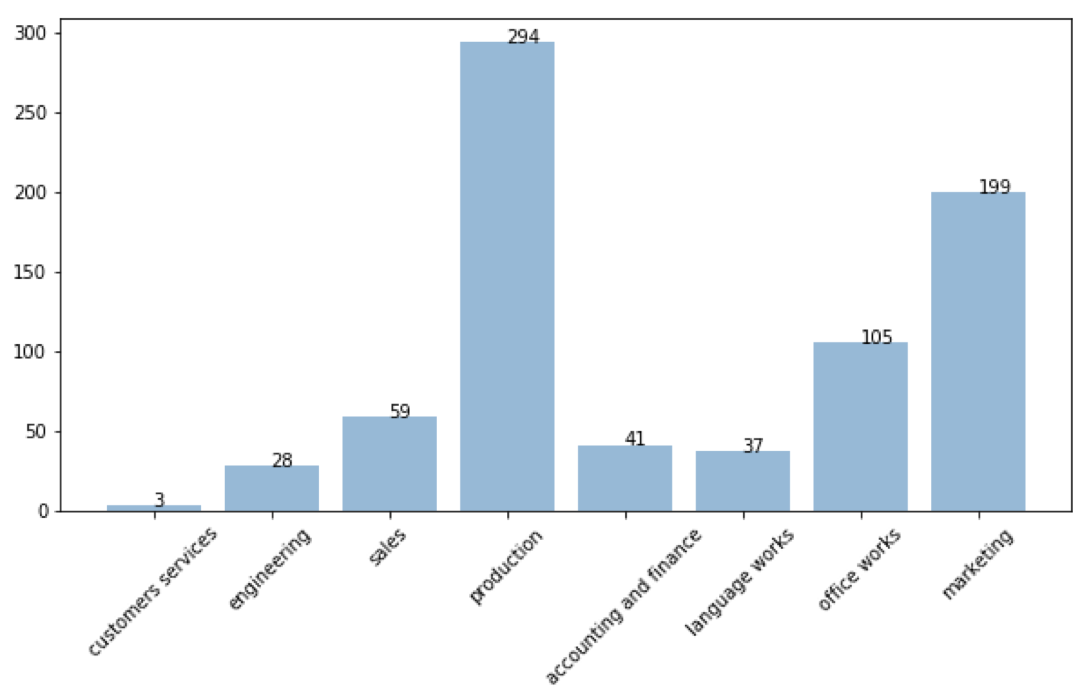 300
250
200
150
100
50
0
3
28
59
294
41
37
105
199
customers services
engineering
sales
production
accounting and finance
language works
office works
marketing